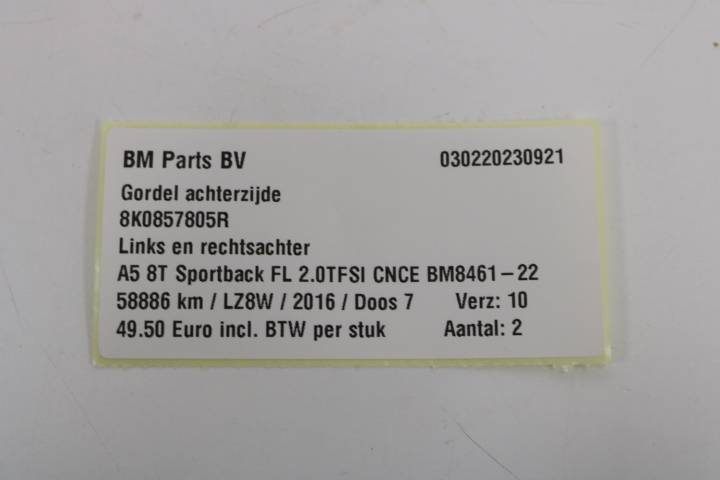 BM Parts BV 030220230921
Gordel achterzijde
8K0857805R
Links en rechtsachter
A5 8T Sportback FL 2.0TFSI CNCE BM8461-22
58886 km / LZ8W / 2016 / Doos 7 Verz: 10
49.50 Euro incl. BTW per stuk Aantal: 2